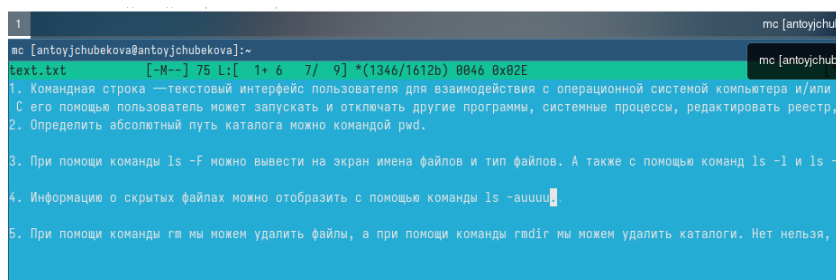 1
mc [antoyjchu
mc [antoyjchubekova@antoyjchubekova]:~
mc [antoyjchub
text.txt [-M--] 75 L:[ 1+ 6 7/ 9] *(1346/1612b) 0046 0x02E
1. Командная строка —текстовый интерфейс пользователя для взаимодействия с операционной системой компьютера и/или
С его помощью пользователь может запускать и отключать другие программы, системные процессы, редактировать реестр,
2. Определить абсолютный путь каталога можно командой pwd.
3. При помощи команды ls -F можно вывести на экран имена файлов и тип файлов. А также с помощью команд ls -l и ls -
4. Информацию о скрытых файлах можно отобразить с помощью команды ls -auuuu.
5. При помощи команды rm мы можем удалить файлы, а при помощи команды rmdir мы можем удалить каталоги. Нет нельзя,